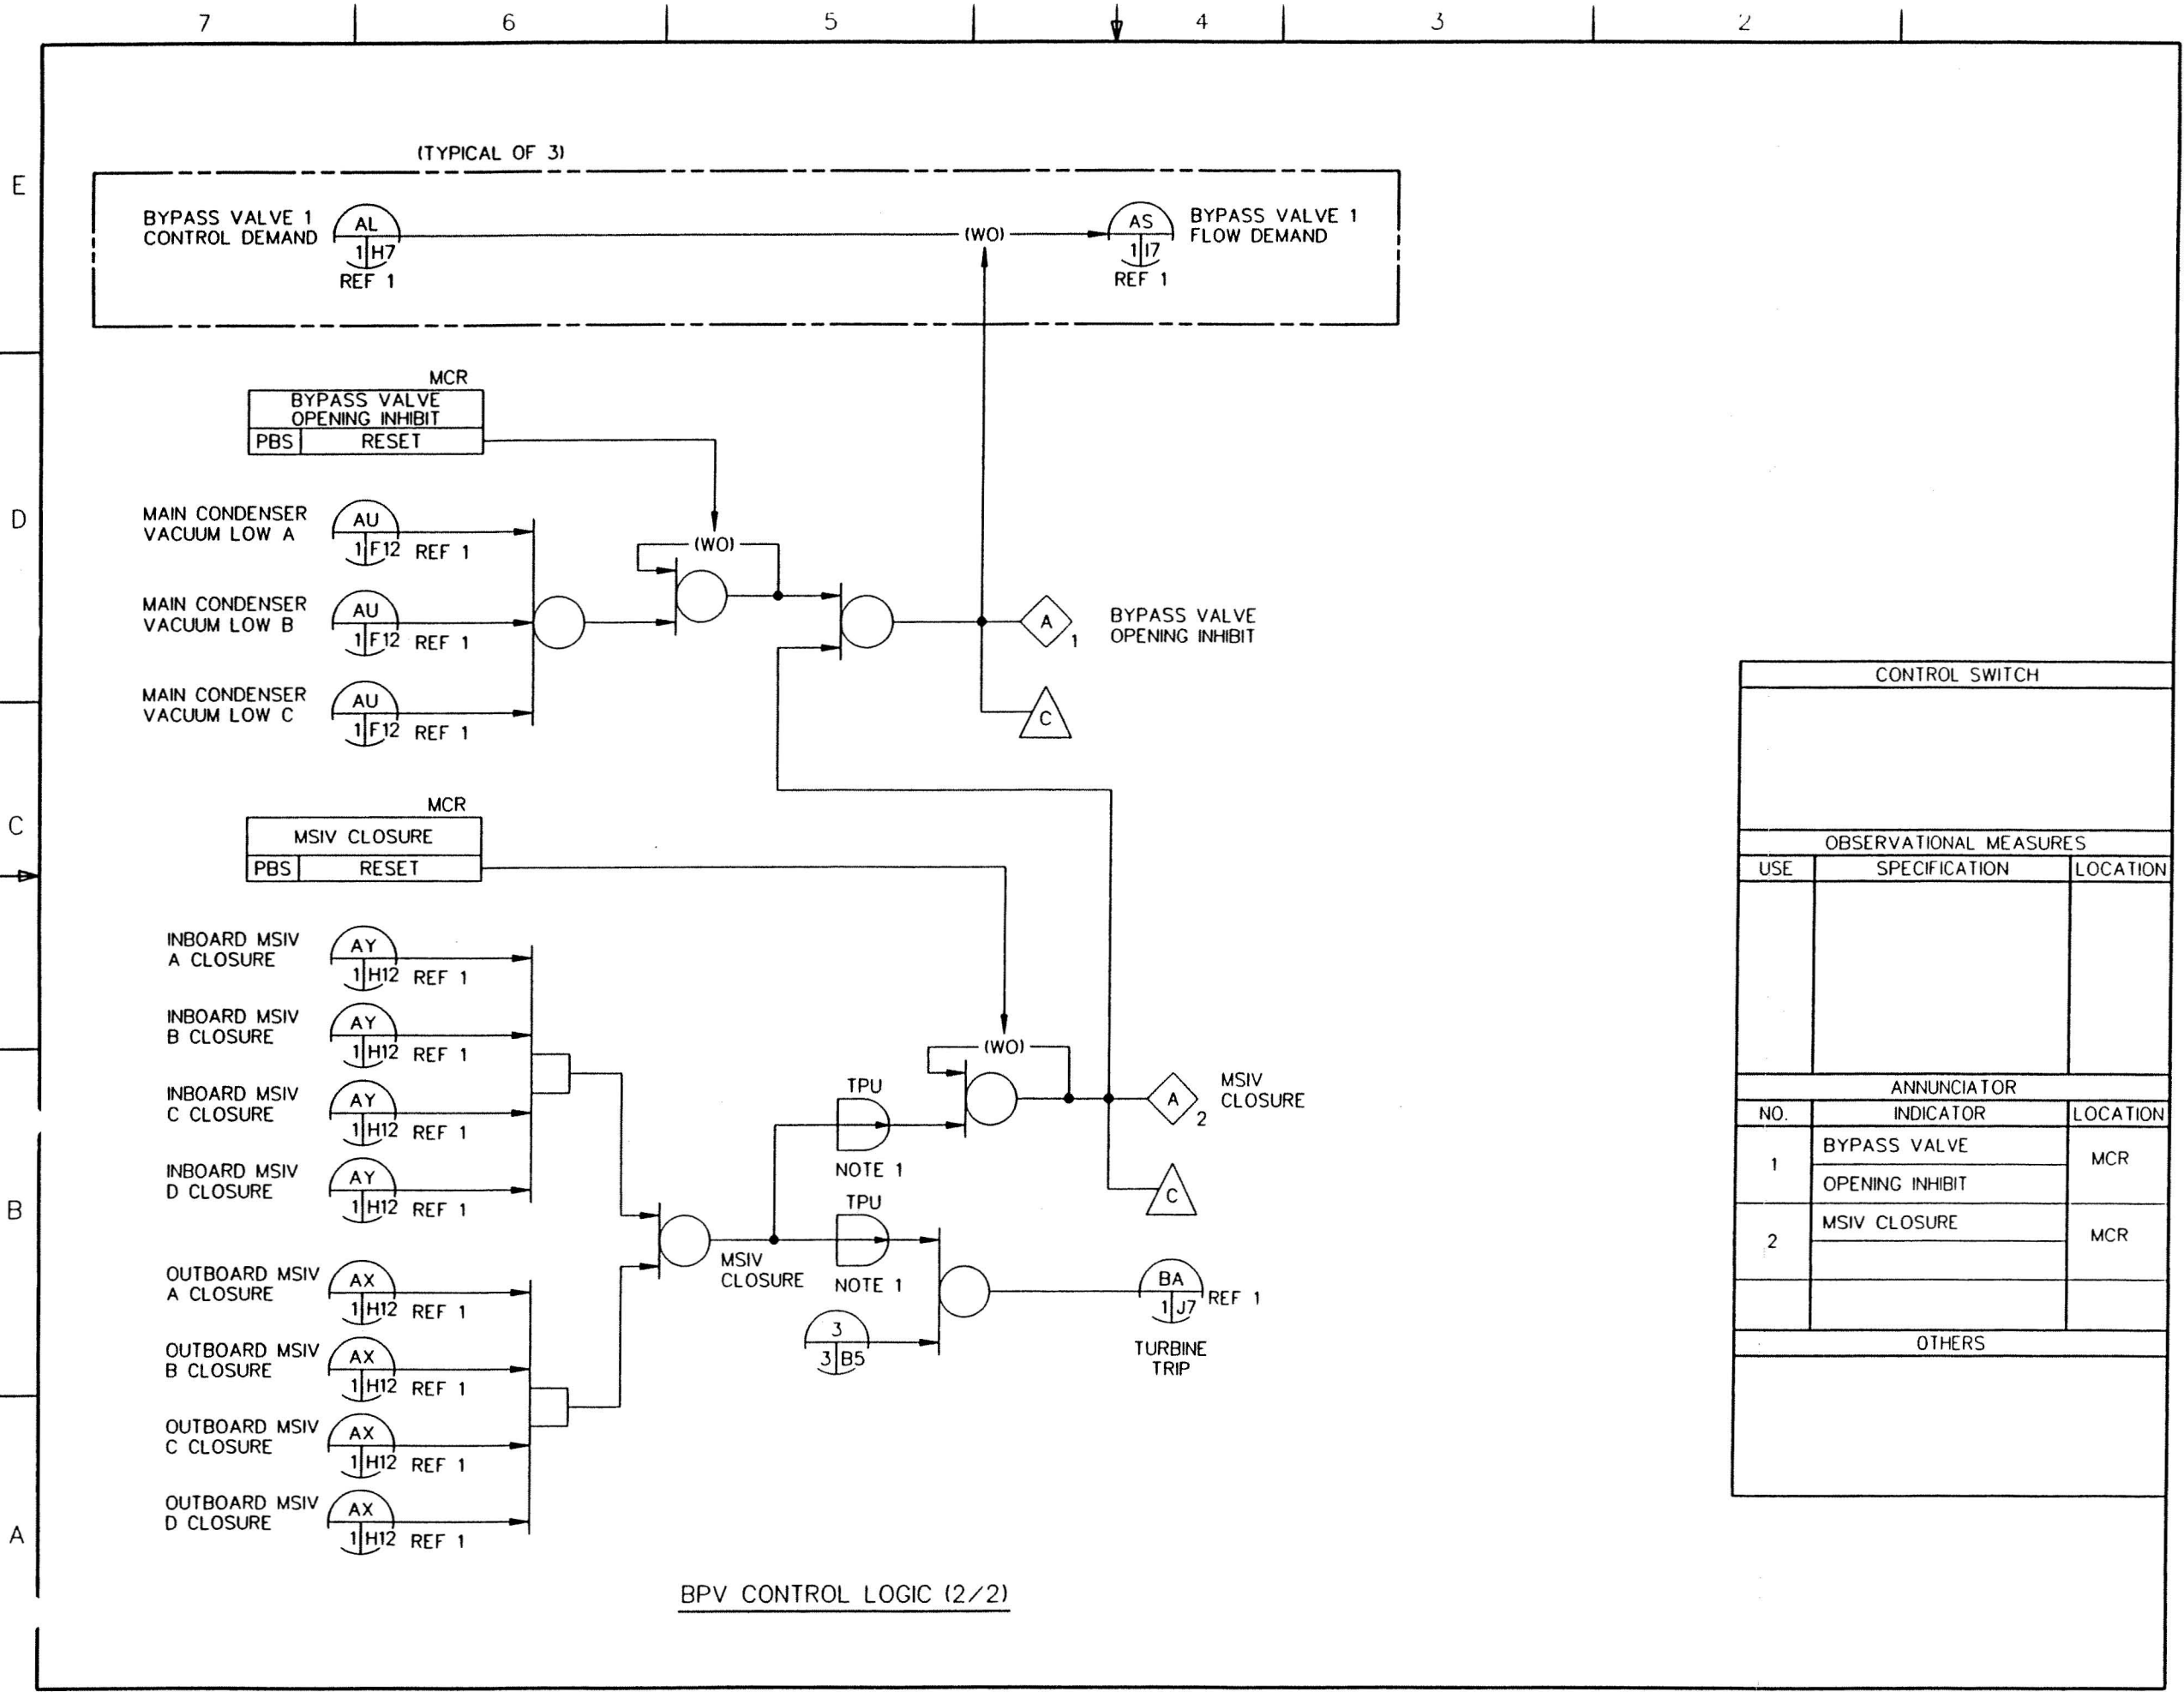 7 6 5 4 3 2
(TYPICAL OF 3)
E
BYPASS VALVE 1
CONTROL DEMAND
AL
1 H7
REF 1
(WO)
AS
1 I7
REF 1
BYPASS VALVE 1
FLOW DEMAND
MCR
BYPASS VALVE
OPENING INHIBIT
PBS RESET
D
MAIN CONDENSER
VACUUM LOW A
AU
1 F12 REF 1
(WO)
MAIN CONDENSER
VACUUM LOW B
AU
1 F12 REF 1
A 1
BYPASS VALVE
OPENING INHIBIT
MAIN CONDENSER
VACUUM LOW C
AU
1 F12 REF 1
C
MCR
C
MSIV CLOSURE
PBS RESET
INBOARD MSIV
A CLOSURE
AY
1 H12 REF 1
INBOARD MSIV
B CLOSURE
AY
1 H12 REF 1
(WO)
INBOARD MSIV
C CLOSURE
AY
1 H12 REF 1
TPU
NOTE 1
A 2
MSIV
CLOSURE
INBOARD MSIV
D CLOSURE
AY
1 H12 REF 1
C
B
MSIV
CLOSURE
TPU
NOTE 1
OUTBOARD MSIV
A CLOSURE
AX
1 H12 REF 1
BA
1 J7 REF 1
TURBINE
TRIP
3
3 B5
OUTBOARD MSIV
B CLOSURE
AX
1 H12 REF 1
OUTBOARD MSIV
C CLOSURE
AX
1 H12 REF 1
OUTBOARD MSIV
D CLOSURE
AX
1 H12 REF 1
A
BPV CONTROL LOGIC (2/2)
CONTROL SWITCH
OBSERVATIONAL MEASURES
USE SPECIFICATION LOCATION
ANNUNCIATOR
NO. INDICATOR LOCATION
1 BYPASS VALVE MCR
OPENING INHIBIT
2 MSIV CLOSURE MCR
OTHERS